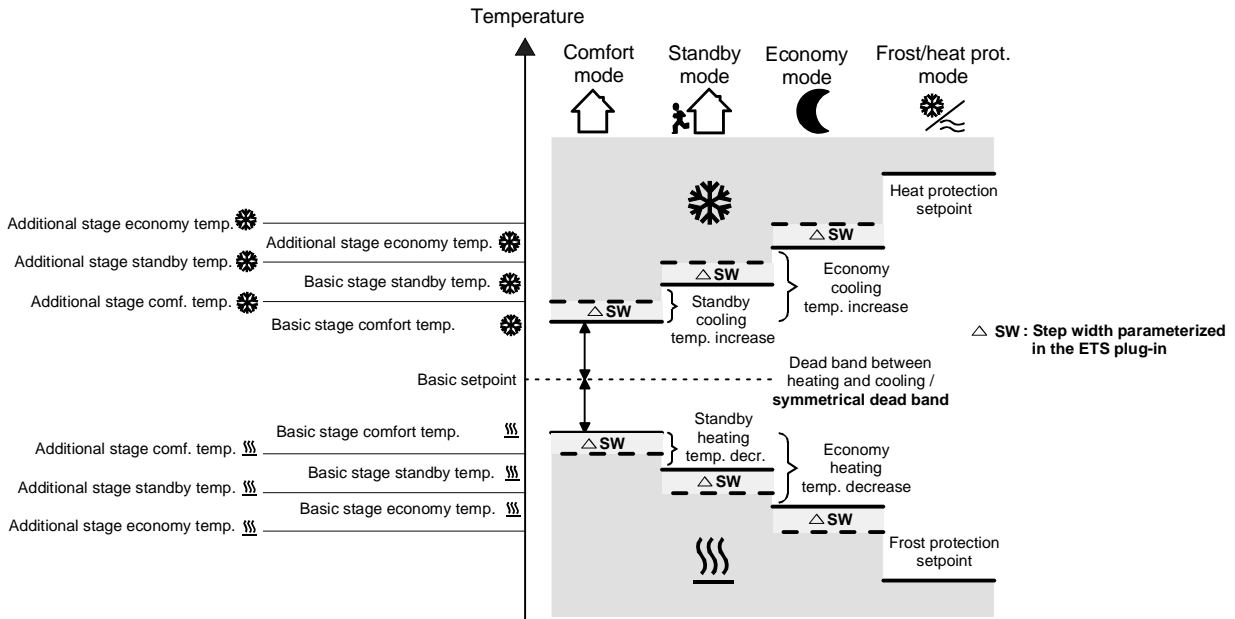 Temperature
Comfort
mode
Standby
mode
Economy
mode
Frost/heat prot.
mode
Heat protection
setpoint
Additional stage economy temp.
Additional stage economy temp.
Additional stage standby temp.
Basic stage standby temp.
Additional stage comf. temp.
Basic stage comfort temp.
△ SW
△ SW
△ SW
Standby
cooling
temp. increase
Economy
cooling
temp. increase
△ SW : Step width parameterized
in the ETS plug-in
Basic setpoint
Dead band between
heating and cooling /
symmetrical dead band
Basic stage comfort temp.
Additional stage comf. temp.
Basic stage standby temp.
Additional stage standby temp.
Basic stage economy temp.
Additional stage economy temp.
△ SW
△ SW
△ SW
Standby
heating
temp. decr.
Economy
heating
temp. decrease
Frost protection
setpoint